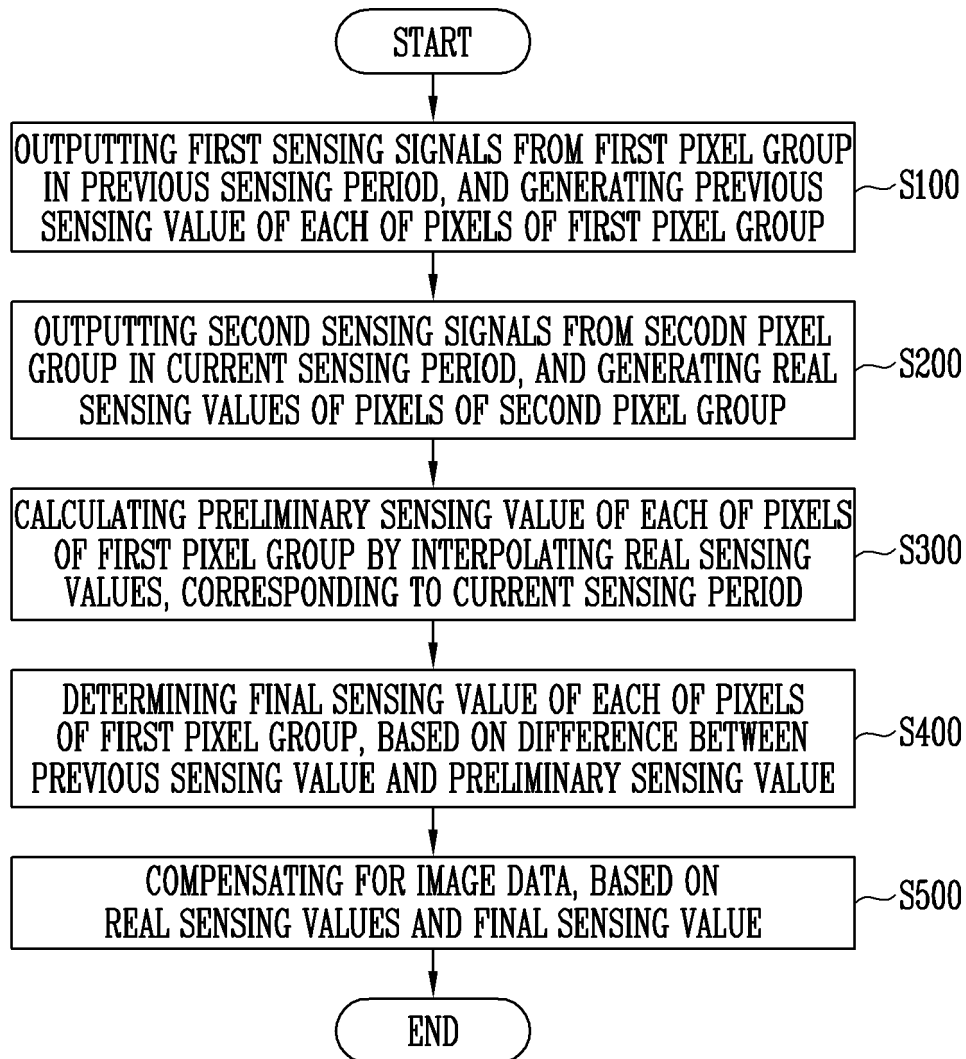 START
OUTPUTTING FIRST SENSING SIGNALS FROM FIRST PIXEL GROUP
IN PREVIOUS SENSING PERIOD, AND GENERATING PREVIOUS
SENSING VALUE OF EACH OF PIXELS OF FIRST PIXEL GROUP
S100
OUTPUTTING SECOND SENSING SIGNALS FROM SECODN PIXEL
GROUP IN CURRENT SENSING PERIOD, AND GENERATING REAL
SENSING VALUES OF PIXELS OF SECOND PIXEL GROUP
S200
CALCULATING PRELIMINARY SENSING VALUE OF EACH OF PIXELS
OF FIRST PIXEL GROUP BY INTERPOLATING REAL SENSING
VALUES, CORRESPONDING TO CURRENT SENSING PERIOD
S300
DETERMINING FINAL SENSING VALUE OF EACH OF PIXELS
OF FIRST PIXEL GROUP, BASED ON DIFFERENCE BETWEEN
PREVIOUS SENSING VALUE AND PRELIMINARY SENSING VALUE
S400
COMPENSATING FOR IMAGE DATA, BASED ON
REAL SENSING VALUES AND FINAL SENSING VALUE
S500
END